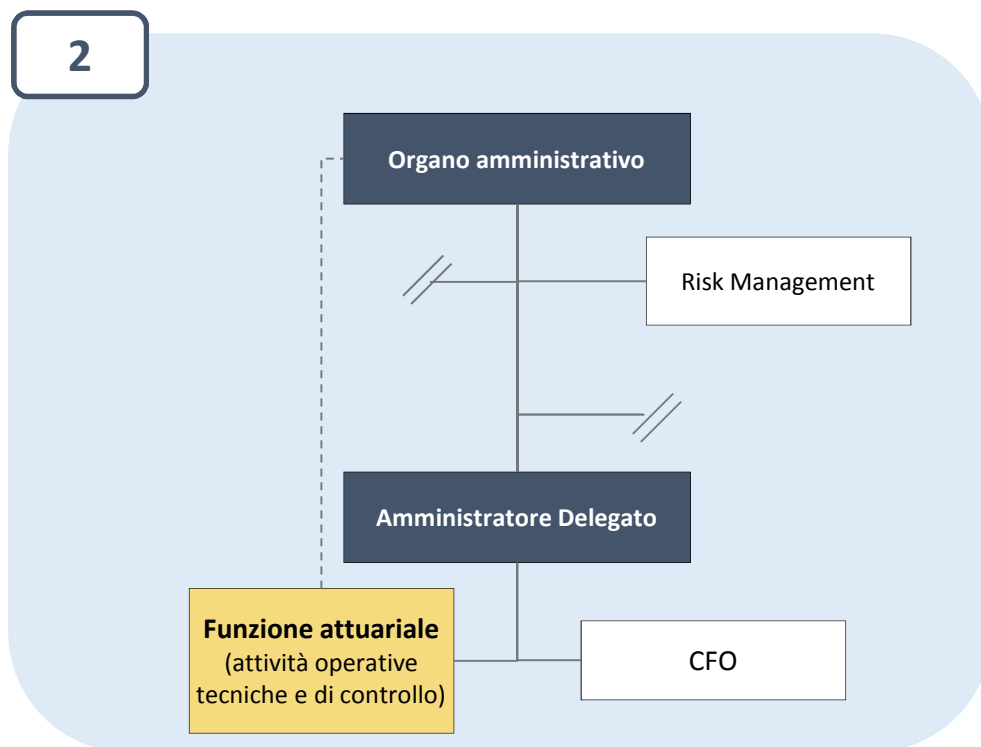 2
Organo amministrativo
Risk Management
Amministratore Delegato
Funzione attuariale
(attività operative
tecniche e di controllo)
CFO